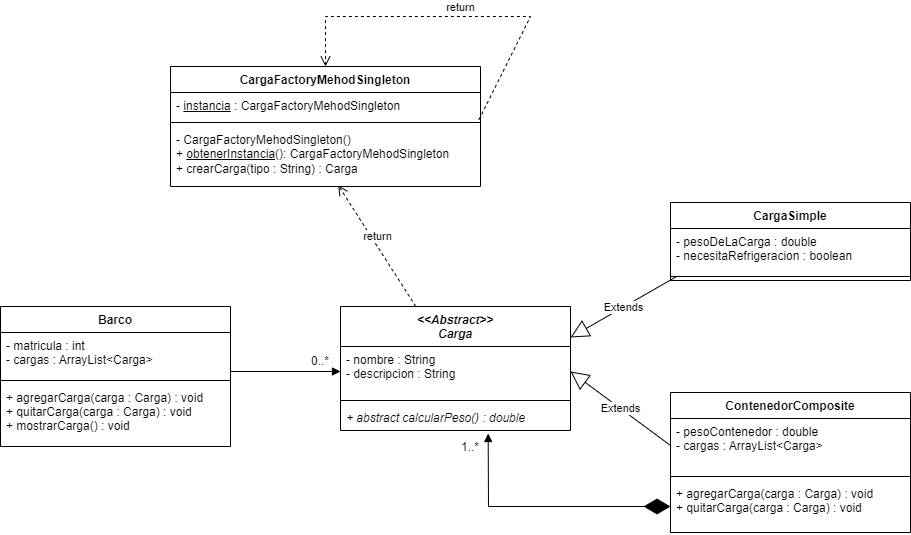 return
CargaFactoryMehodSingleton
- instancia : CargaFactoryMehodSingleton
- CargaFactoryMehodSingleton()
+ obtenerInstancia(): CargaFactoryMehodSingleton
+ crearCarga(tipo : String) : Carga
return
CargaSimple
- pesoDeLaCarga : double
- necesitaRefrigeracion : boolean
Extends
Barco
- matricula : int
- cargas : ArrayList<Carga>
+ agregarCarga(carga : Carga) : void
+ quitarCarga(carga : Carga) : void
+ mostrarCarga() : void
0..*
<<Abstract>>
Carga
- nombre : String
- descripcion : String
+ abstract calcularPeso() : double
1..*
Extends
ContenedorComposite
- pesoContenedor : double
- cargas : ArrayList<Carga>
+ agregarCarga(carga : Carga) : void
+ quitarCarga(carga : Carga) : void